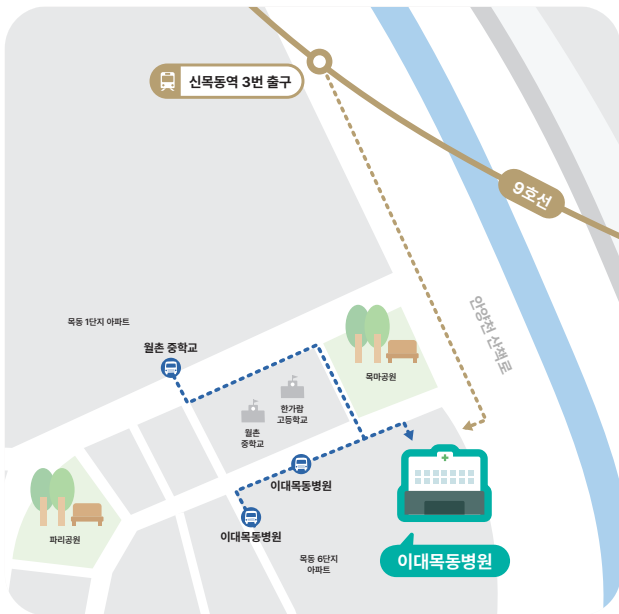 신목동역 3번 출구
9호선
안양천 산책로
목동 1단지 아파트
월촌 중학교
목마공원
한가람
고등학교
월촌
중학교
이대목동병원
이대목동병원
파리공원
목동 6단지
아파트
이대목동병원